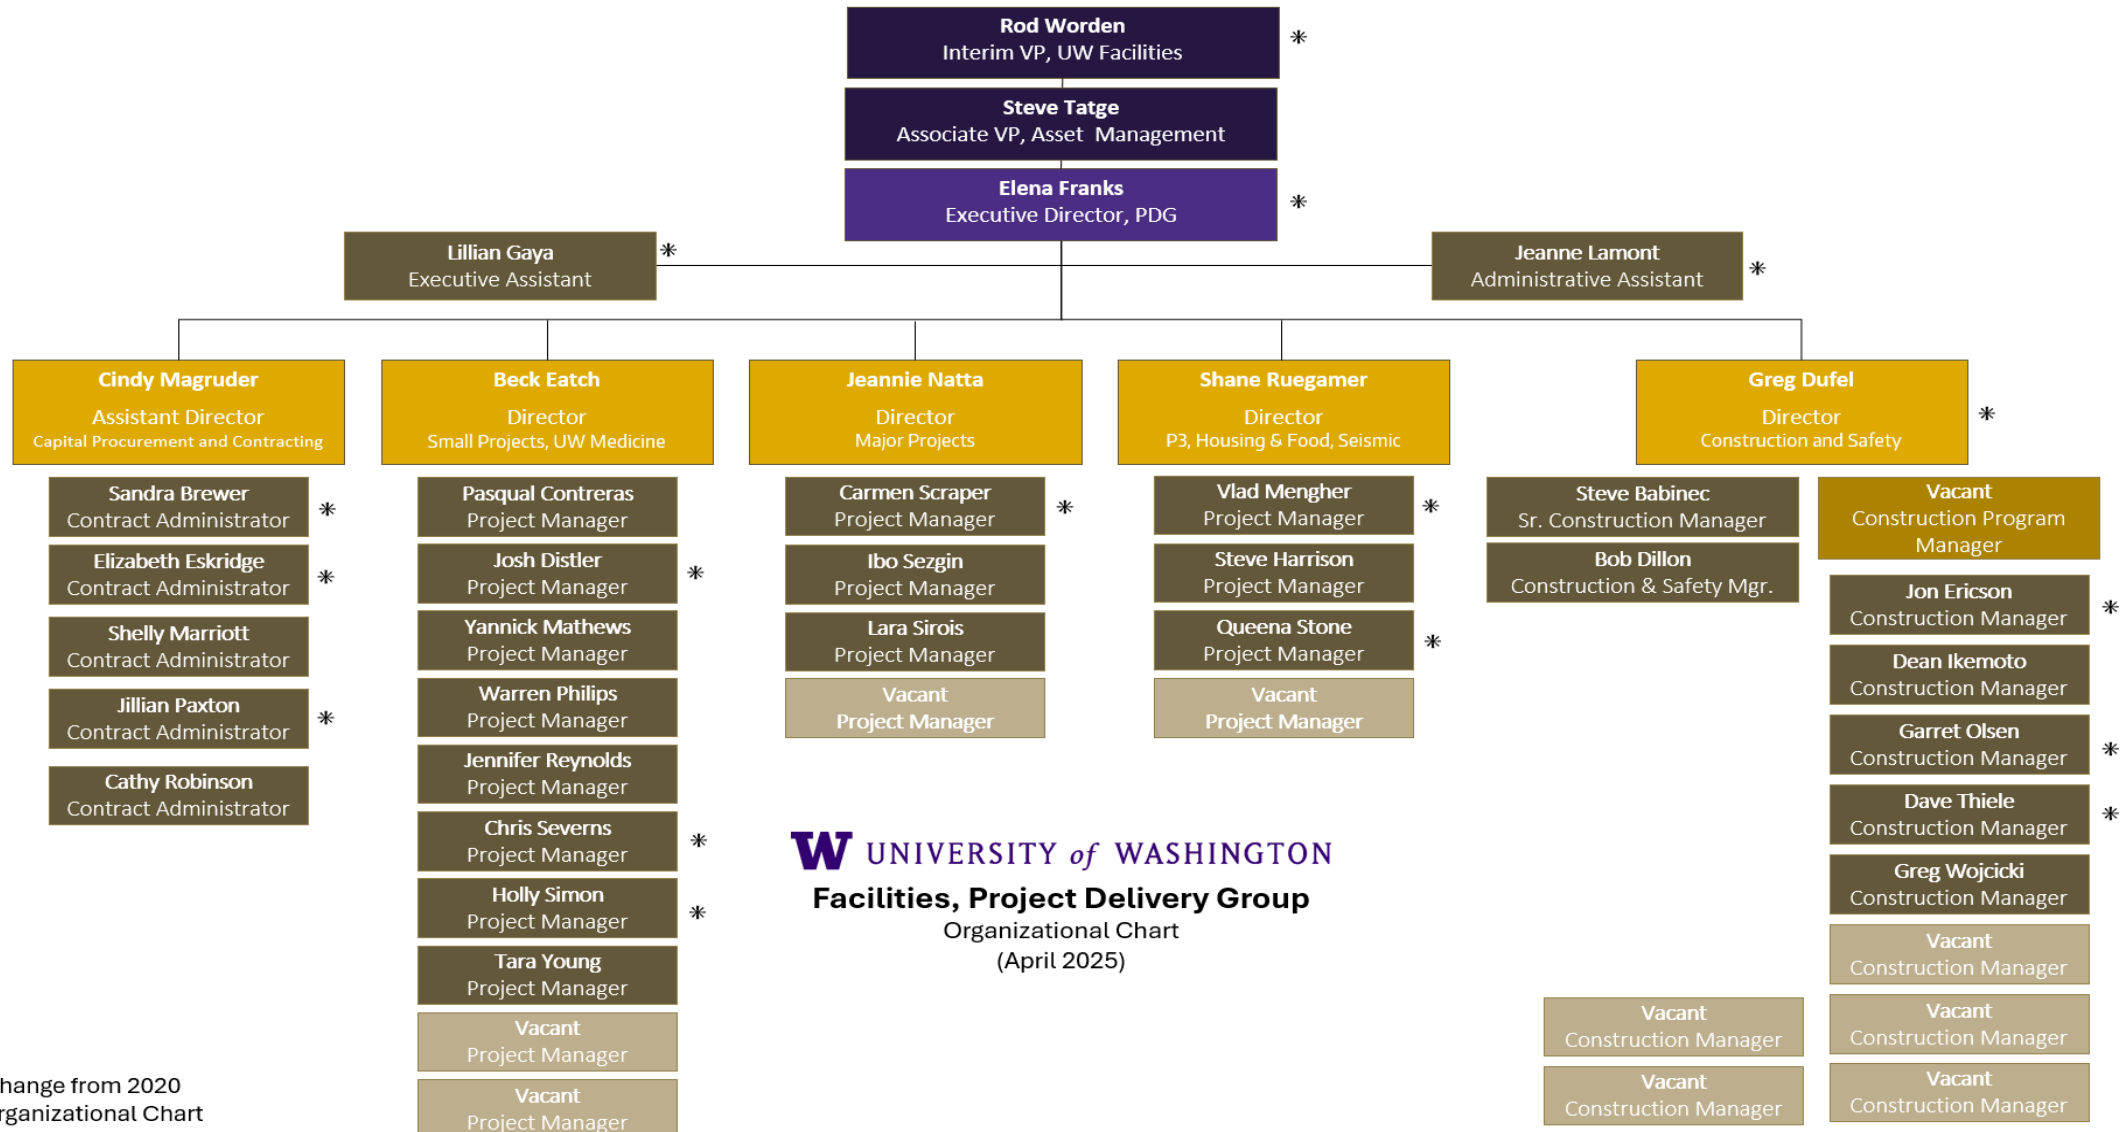 Rod Worden
Interim VP, UW Facilities
*
Steve Tatge
Associate VP, Asset Management
Elena Franks
Executive Director, PDG
*
Lillian Gaya
Executive Assistant
*
Jeanne Lamont
Administrative Assistant
*
Cindy Magruder
Assistant Director
Capital Procurement and Contracting
Sandra Brewer
Contract Administrator
*
Elizabeth Eskridge
Contract Administrator
*
Shelly Marriott
Contract Administrator
Jillian Paxton
Contract Administrator
*
Cathy Robinson
Contract Administrator
Beck Eatch
Director
Small Projects, UW Medicine
Pasqual Contreras
Project Manager
Josh Distler
Project Manager
*
Yannick Mathews
Project Manager
Warren Philips
Project Manager
Jennifer Reynolds
Project Manager
Chris Severns
Project Manager
*
Holly Simon
Project Manager
*
Tara Young
Project Manager
Vacant
Project Manager
Vacant
Project Manager
Jeannie Natta
Director
Major Projects
Carmen Scraper
Project Manager
*
Ibo Sezgin
Project Manager
Lara Sirois
Project Manager
Vacant
Project Manager
Shane Ruegamer
Director
P3, Housing & Food, Seismic
Vlad Mengher
Project Manager
*
Steve Harrison
Project Manager
Queena Stone
Project Manager
*
Vacant
Project Manager
Greg Dufel
Director
Construction and Safety
*
Steve Babinec
Sr. Construction Manager
Bob Dillon
Construction & Safety Mgr.
Vacant
Construction Program
Manager
Jon Ericson
Construction Manager
*
Dean Ikemoto
Construction Manager
Garret Olsen
Construction Manager
*
Dave Thiele
Construction Manager
*
Greg Wojcicki
Construction Manager
Vacant
Construction Manager
Vacant
Construction Manager
Vacant
Construction Manager
Vacant
Construction Manager
Vacant
Construction Manager
W UNIVERSITY of WASHINGTON
Facilities, Project Delivery Group
Organizational Chart
(April 2025)
hange from 2020
rganizational Chart